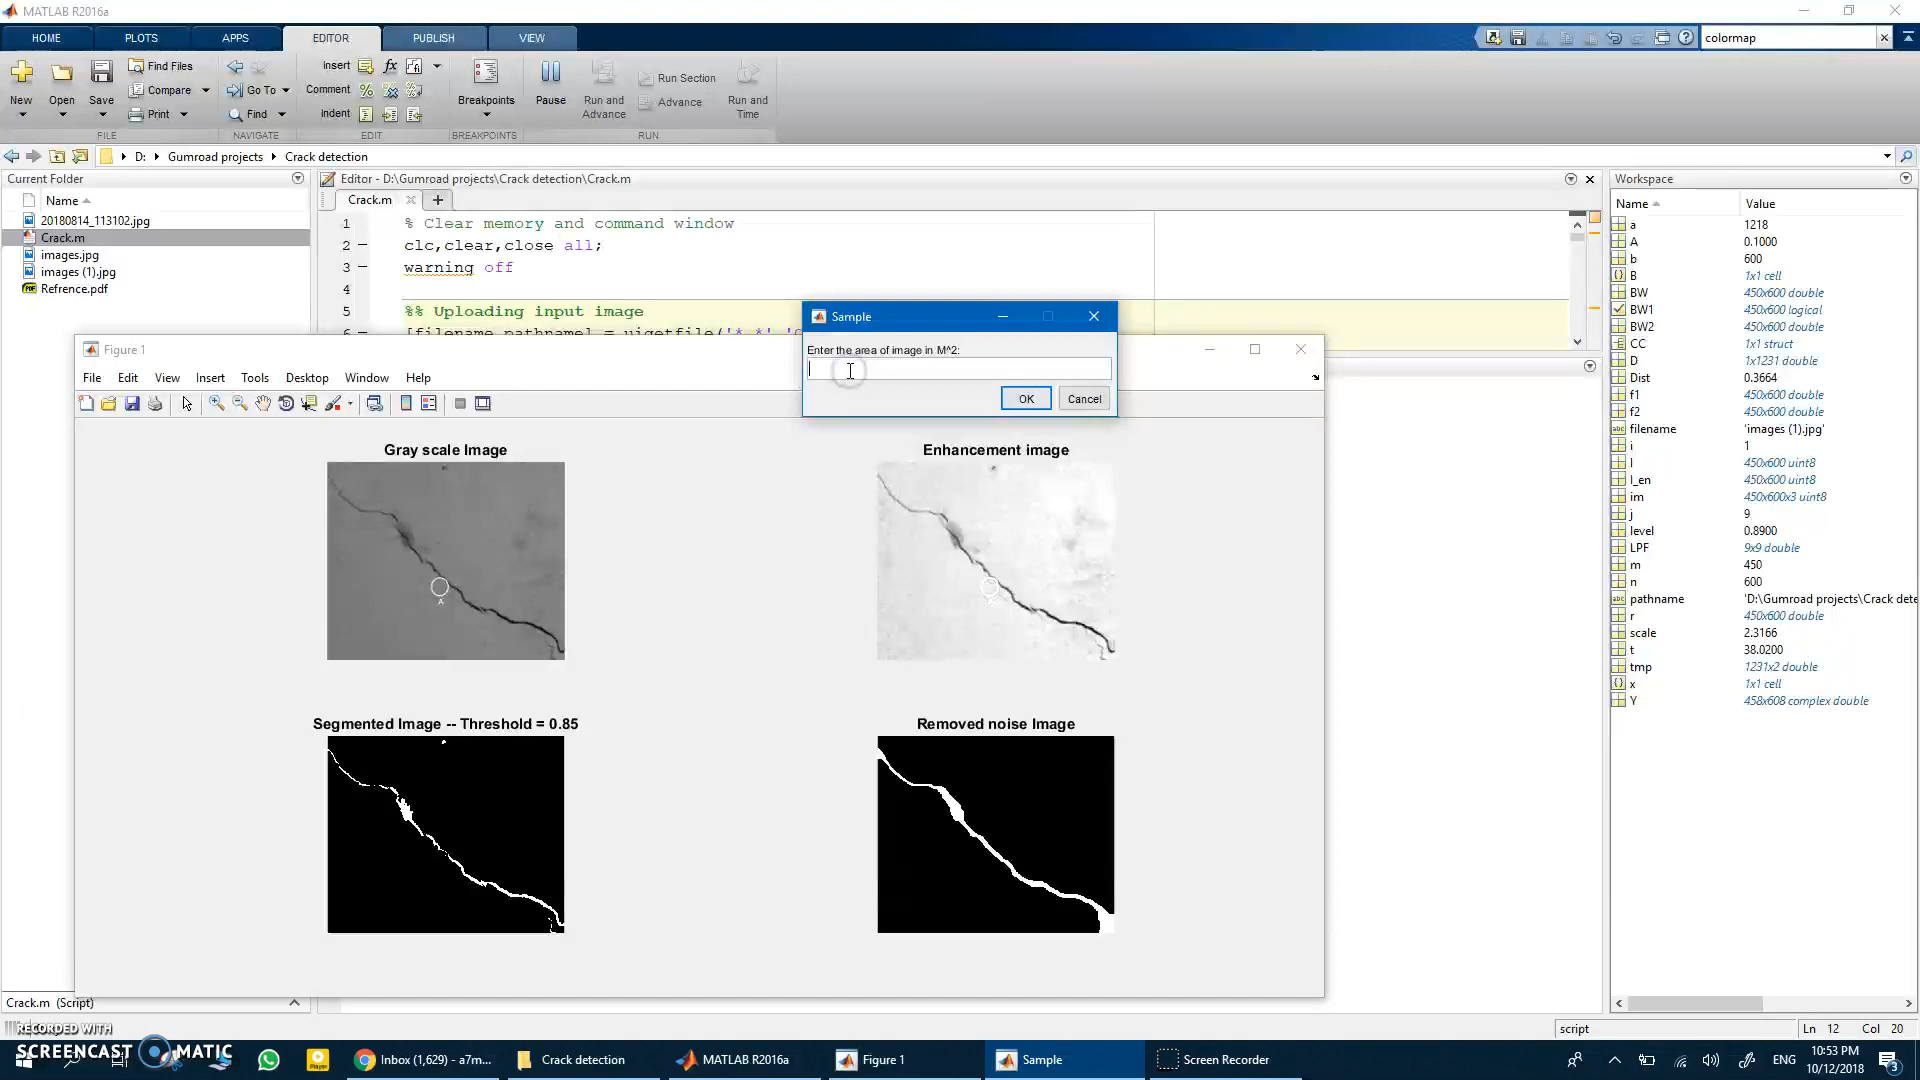 MATLAB R2016a
HOME PLOTS APPS EDITOR PUBLISH VIEW colormap
New Open Save Find Files Compare Print
Go To Find
Insert fx
Comment
Indent
Breakpoints Pause Run and Advance Run Section Advance Run and Time
FILE NAVIGATE EDIT BREAKPOINTS RUN
D: Gumroad projects Crack detection
Current Folder
Name
20180814_113102.jpg
Crack.m
images.jpg
images (1).jpg
Refrence.pdf
Editor - D:\Gumroad projects\Crack detection\Crack.m
Crack.m
1 % Clear memory and command window
2 clc,clear,close all;
3 warning off
4
5 %% Uploading input image
Sample
Enter the area of image in M^2:
OK Cancel
Figure 1
File Edit View Insert Tools Desktop Window Help
Gray scale Image
A
Enhancement image
Segmented Image -- Threshold = 0.85
Removed noise Image
Workspace
Name Value
a 1218
A 0.1000
b 600
B 1x1 cell
BW 450x600 double
BW1 450x600 logical
BW2 450x600 double
CC 1x1 struct
D 1x1231 double
Dist 0.3664
f1 450x600 double
f2 450x600 double
filename 'images (1).jpg'
i 1
I 450x600 uint8
I_en 450x600 uint8
im 450x600x3 uint8
j 9
level 0.8900
LPF 9x9 double
m 450
n 600
pathname 'D:\Gumroad projects\Crack dete
r 450x600 double
scale 2.3166
t 38.0200
tmp 1231x2 double
x 1x1 cell
Y 458x608 complex double
Crack.m (Script)
script Ln 12 Col 20
RECORDED WITH
SCREENCAST MATIC
Inbox (1,629) - a7m... Crack detection MATLAB R2016a Figure 1 Sample Screen Recorder
ENG
10:53 PM
10/12/2018
3